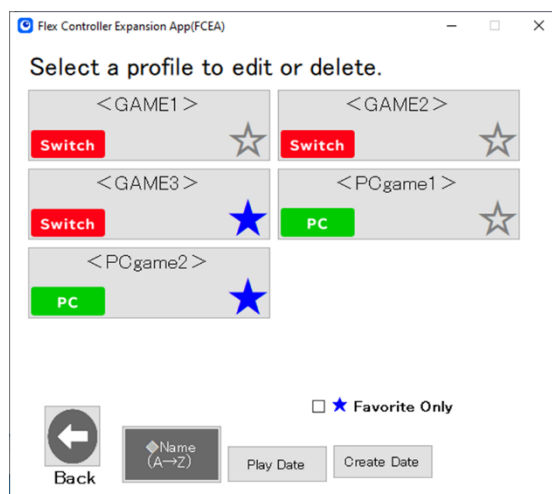 Flex Controller Expansion App(FCEA)
Select a profile to edit or delete.
＜GAME1＞
Switch
＜GAME2＞
Switch
＜GAME3＞
Switch
＜PCgame1＞
PC
＜PCgame2＞
PC
Favorite Only
Back
◆Name
(A→Z)
Play Date
Create Date